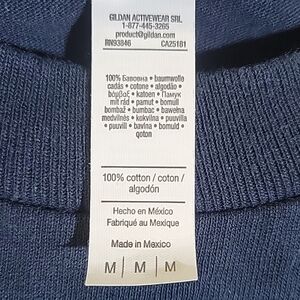 GILDAN ACTIVEWEAR SRL
1-877-445-3265
product@gildan.com
RN93846 CA25181
100% Бавовна • baumwolle
cadás • cotone • algodão
bòμβαξ • katoen • Памук
mit rád • pamut • bomull
bombaż • bumbac • bawełna
medvilnės • kokvilna • puuvilla
• puuvill • bavlna • bomuld •
qoton
100% cotton / coton /
algodón
Hecho en México
Fabriqué au Mexique
Made in Mexico
M | M | M